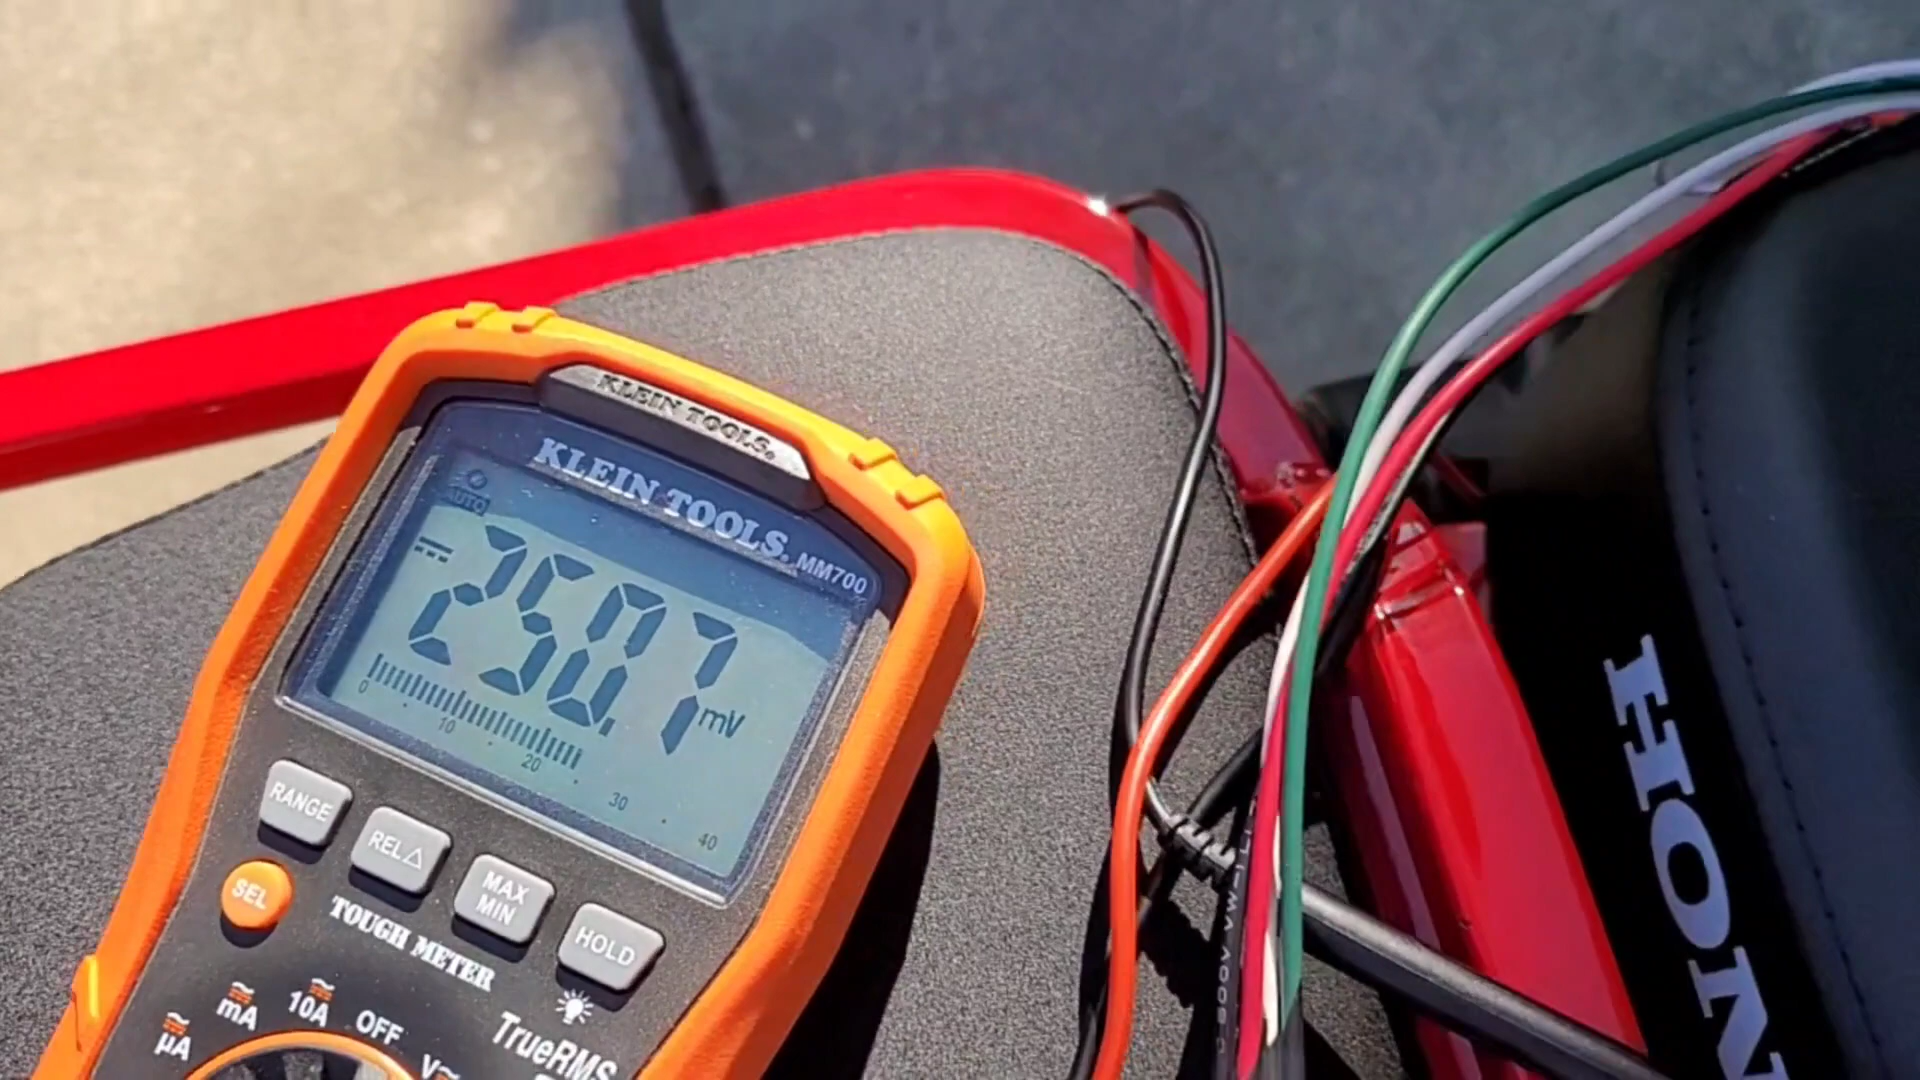 KLEIN TOOLS®
KLEIN TOOLS®
MM700
AUTO
250.7 mV
0 10 20 30 40
RANGE
REL△
MAX
MIN
HOLD
SEL
TOUGH METER
µA mA 10A OFF V
TrueRMS
HON